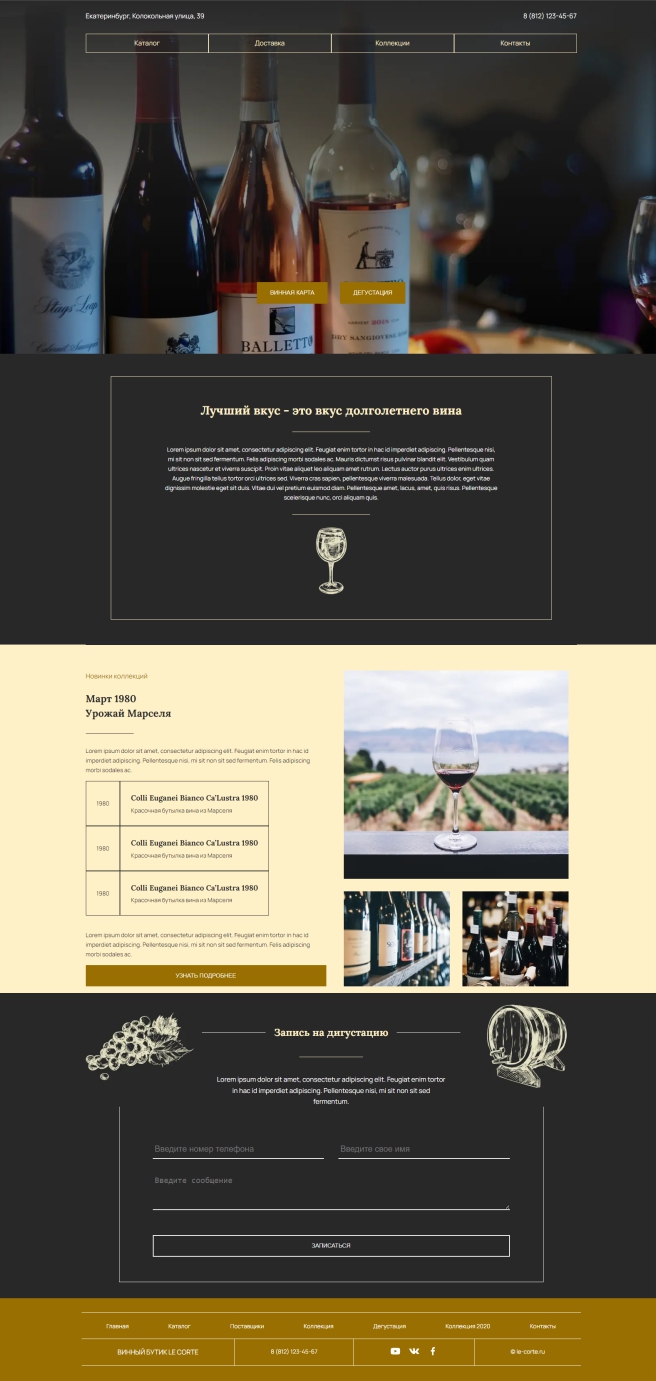 Екатеринбург, Колокольная улица, 39
8 (812) 123-45-67
Каталог
Доставка
Коллекции
Контакты
Stags' Leap
ВИННАЯ КАРТА
ДЕГУСТАЦИЯ
BALLETTO
DRY SANGIOVESE
Лучший вкус - это вкус долголетнего вина
Lorem ipsum dolor sit amet, consectetur adipiscing elit. Feugiat enim tortor in hac id imperdiet adipiscing. Pellentesque nisi,
mi sit non sit sed fermentum. Felis adipiscing morbi sodales ac. Mauris dictumst risus pulvinar blandit elit. Vestibulum quam
ultrices nascetur et viverra suscipit. Proin vitae aliquet leo aliquam amet rutrum. Lectus auctor purus ultrices enim ultrices.
Augue fringilla tellus tortor orci ultrices sed. Viverra cras sapien, pellentesque viverra malesuada. Tellus dolor, eget vitae
dignissim molestie eget sit duis. Vitae dui vel pretium euismod diam. Pellentesque amet, lacus, amet, quis risus. Pellentesque
scelerisque nunc, orci aliquam quis.
Новинки коллекций
Март 1980
Урожай Марселя
Lorem ipsum dolor sit amet, consectetur adipiscing elit. Feugiat enim tortor in hac id
imperdiet adipiscing. Pellentesque nisi, mi sit non sit sed fermentum. Felis adipiscing
morbi sodales ac.
1980
Colli Euganei Bianco Ca'Lustra 1980
Красочная бутылка вина из Марселя
1980
Colli Euganei Bianco Ca'Lustra 1980
Красочная бутылка вина из Марселя
1980
Colli Euganei Bianco Ca'Lustra 1980
Красочная бутылка вина из Марселя
Lorem ipsum dolor sit amet, consectetur adipiscing elit. Feugiat enim tortor in hac id
imperdiet adipiscing. Pellentesque nisi, mi sit non sit sed fermentum. Felis adipiscing
morbi sodales ac.
УЗНАТЬ ПОДРОБНЕЕ
Запись на дигустацию
Lorem ipsum dolor sit amet, consectetur adipiscing elit. Feugiat enim tortor
in hac id imperdiet adipiscing. Pellentesque nisi, mi sit non sit sed
fermentum.
Введите номер телефона
Введите свое имя
Введите сообщение
ЗАПИСАТЬСЯ
Главная
Каталог
Поставщики
Коллекция
Дегустация
Коллекция 2020
Контакты
ВИННЫЙ БУТИК LE CORTE
8 (812) 123-45-67
© le-corte.ru